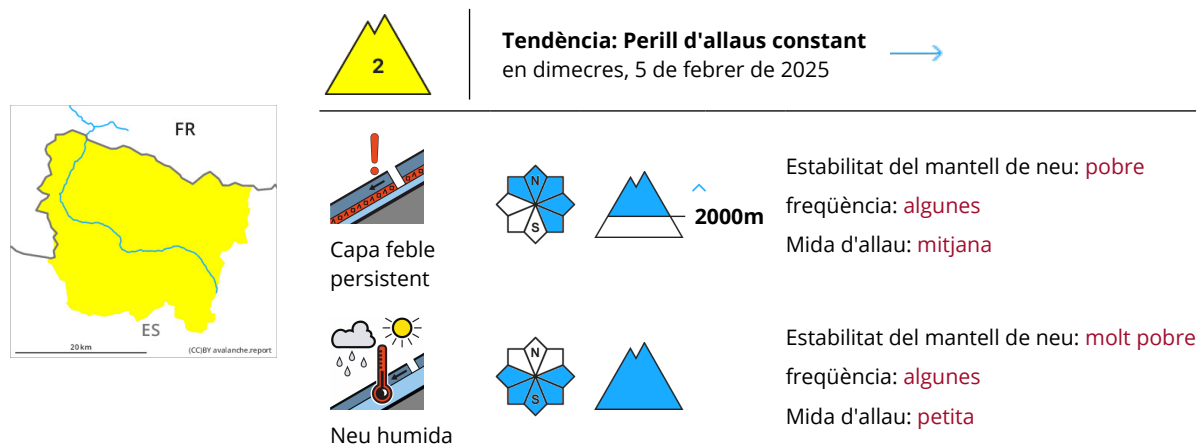 2
Tendència: Perill d'allaus constant
en dimecres, 5 de febrer de 2025
FR
ES
20 km
(CC)BY avalanche.report
Capa feble
persistent
N
S
2000m
Estabilitat del mantell de neu: pobre
freqüència: algunes
Mida d'allau: mitjana
Neu humida
N
S
Estabilitat del mantell de neu: molt pobre
freqüència: algunes
Mida d'allau: petita